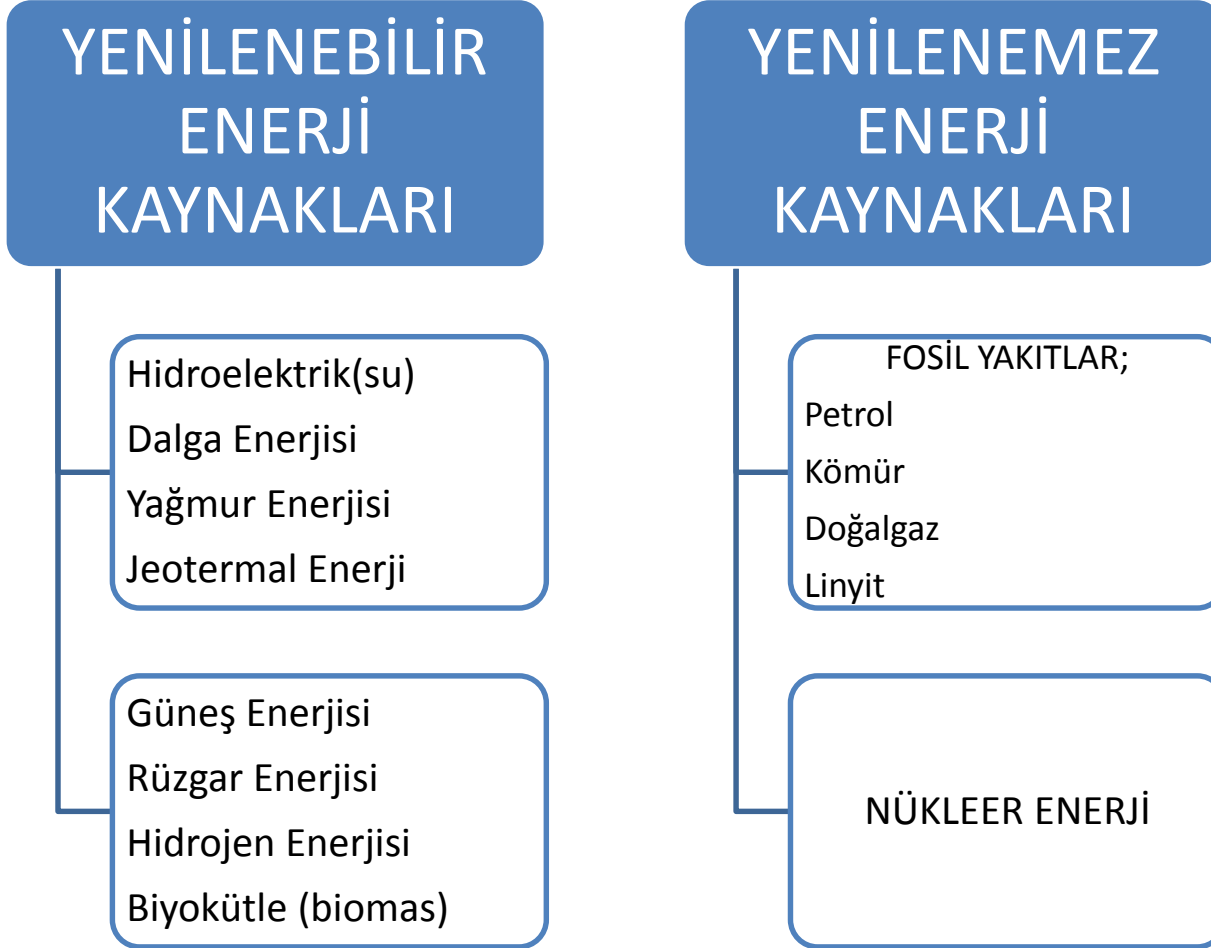 YENİLENEBİLİR
ENERJİ
KAYNAKLARI
Hidroelektrik(su)
Dalga Enerjisi
Yağmur Enerjisi
Jeotermal Enerji
Güneş Enerjisi
Rüzgar Enerjisi
Hidrojen Enerjisi
Biyokütle (biomas)
YENİLENEMEZ
ENERJİ
KAYNAKLARI
FOSİL YAKITLAR;
Petrol
Kömür
Doğalgaz
Linyit
NÜKLEER ENERJİ